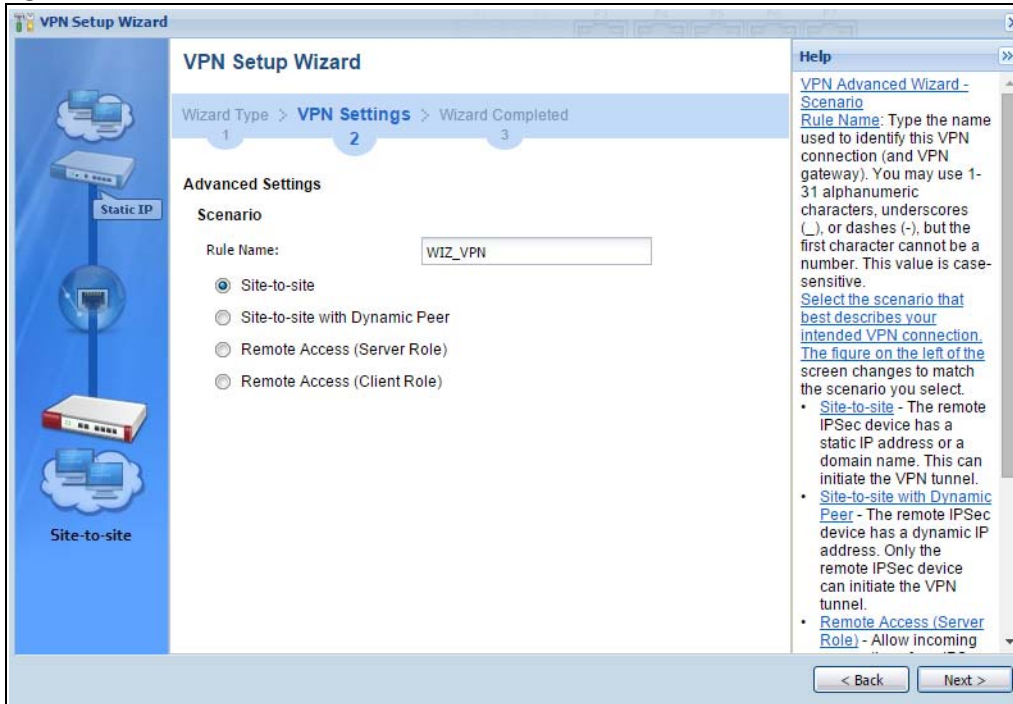 VPN Setup Wizard
Static IP
Site-to-site
VPN Setup Wizard
Wizard Type > VPN Settings > Wizard Completed
1 2 3
Advanced Settings
Scenario
Rule Name: WIZ_VPN
Site-to-site
Site-to-site with Dynamic Peer
Remote Access (Server Role)
Remote Access (Client Role)
Help
VPN Advanced Wizard -
Scenario
Rule Name: Type the name
used to identify this VPN
connection (and VPN
gateway). You may use 1-
31 alphanumeric
characters, underscores
(_), or dashes (-), but the
first character cannot be a
number. This value is case-
sensitive.
Select the scenario that
best describes your
intended VPN connection.
The figure on the left of the
screen changes to match
the scenario you select.
• Site-to-site - The remote
IPSec device has a
static IP address or a
domain name. This can
initiate the VPN tunnel.
• Site-to-site with Dynamic
Peer - The remote IPSec
device has a dynamic IP
address. Only the
remote IPSec device
can initiate the VPN
tunnel.
• Remote Access (Server
Role) - Allow incoming
< Back Next >